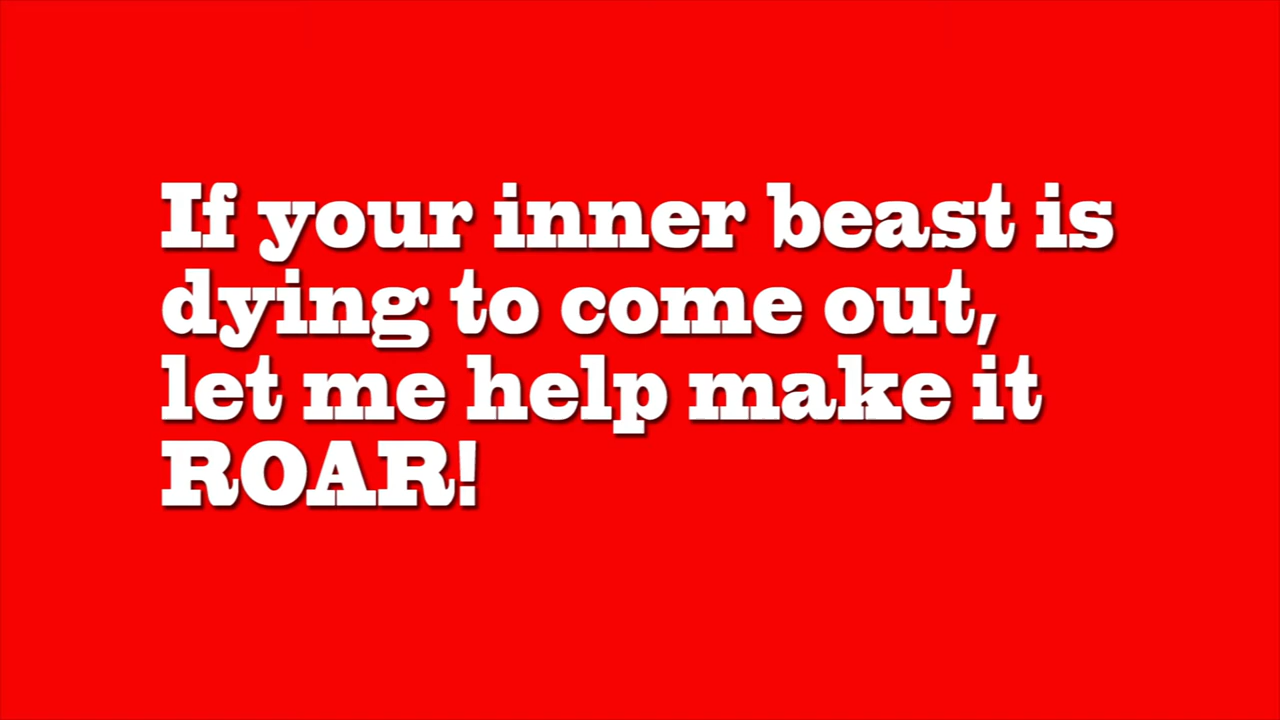 If your inner beast is
dying to come out,
let me help make it
ROAR!